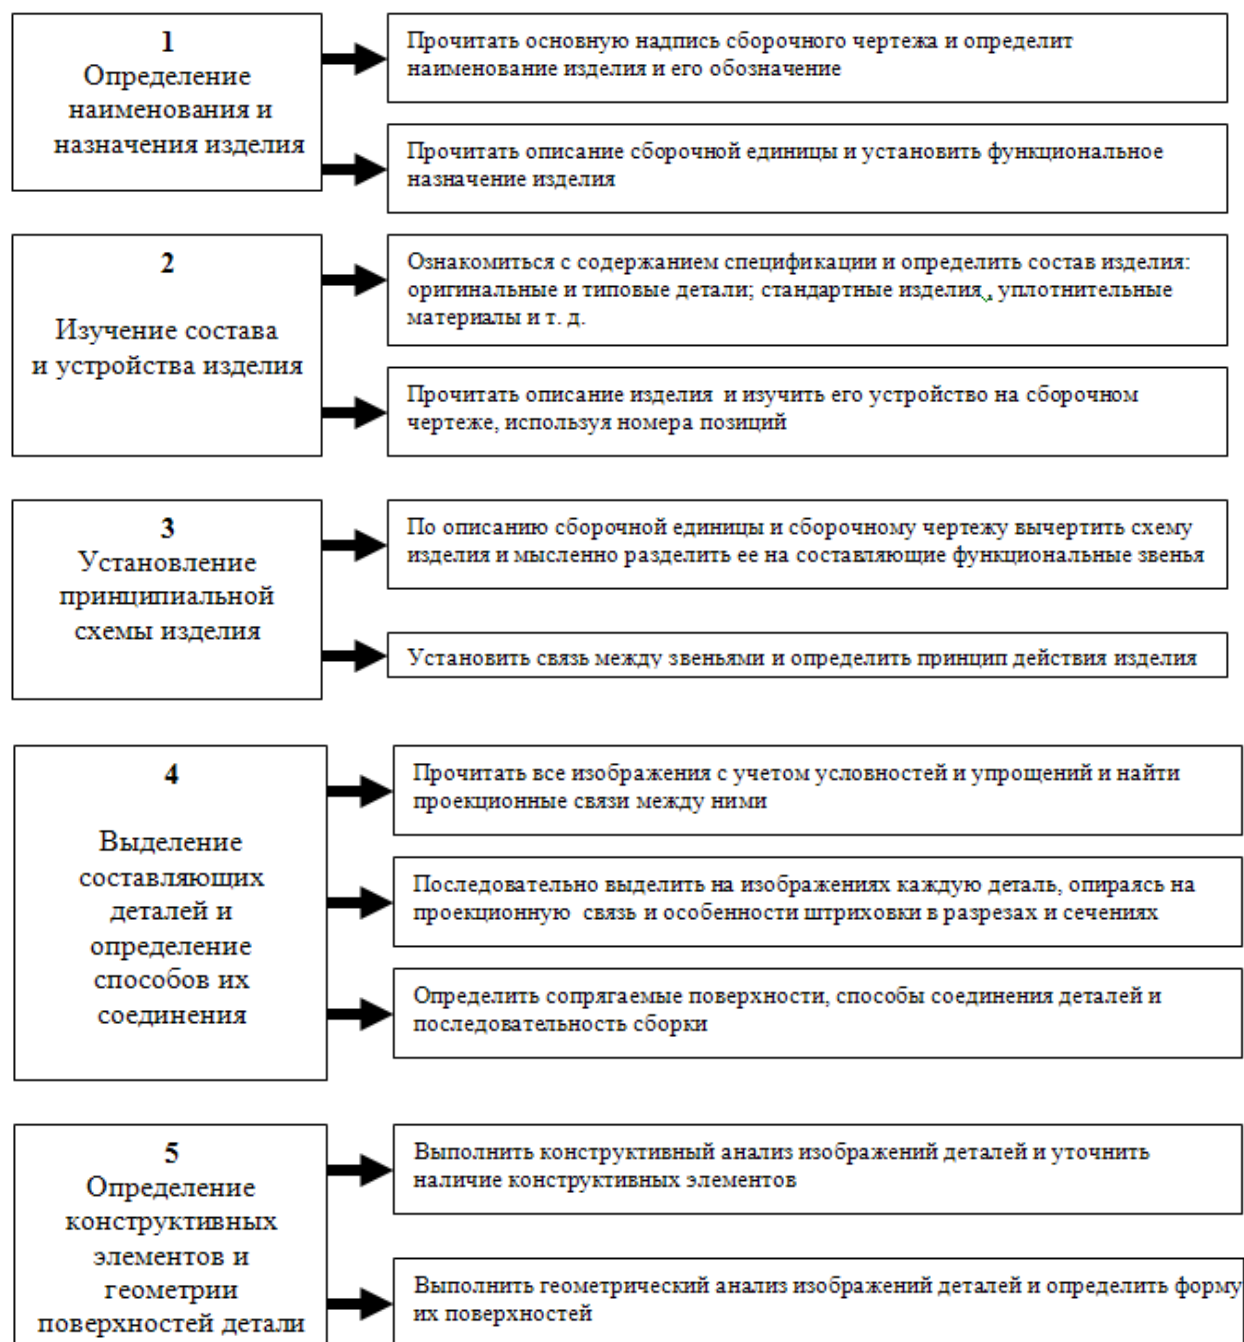 1
Определение
наименования и
назначения изделия
Прочитать основную надпись сборочного чертежа и определит
наименование изделия и его обозначение
Прочитать описание сборочной единицы и установить функциональное
назначение изделия
2
Изучение состава
и устройства изделия
Ознакомиться с содержанием спецификации и определить состав изделия:
оригинальные и типовые детали; стандартные изделия , уплотнительные
материалы и т. д.
Прочитать описание изделия и изучить его устройство на сборочном
чертеже, используя номера позиций
3
Установление
принципиальной
схемы изделия
По описанию сборочной единицы и сборочному чертежу вычертить схему
изделия и мысленно разделить ее на составляющие функциональные звенья
Установить связь между звеньями и определить принцип действия изделия
4
Выделение
составляющих
деталей и
определение
способов их
соединения
Прочитать все изображения с учетом условностей и упрощений и найти
проекционные связи между ними
Последовательно выделить на изображениях каждую деталь, опираясь на
проекционную связь и особенности штриховки в разрезах и сечениях
Определить сопрягаемые поверхности, способы соединения деталей и
последовательность сборки
5
Определение
конструктивных
элементов и
геометрии
поверхностей детали
Выполнить конструктивный анализ изображений деталей и уточнить
наличие конструктивных элементов
Выполнить геометрический анализ изображений деталей и определить форму
их поверхностей